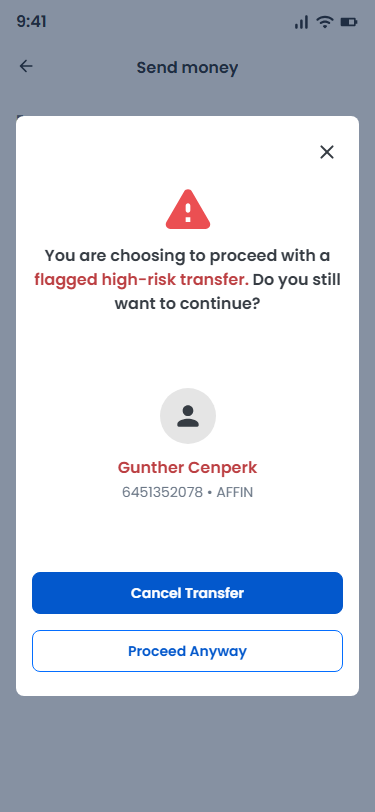 9:41
Send money
You are choosing to proceed with a
flagged high-risk transfer. Do you still
want to continue?
Gunther Cenperk
6451352078 • AFFIN
Cancel Transfer
Proceed Anyway